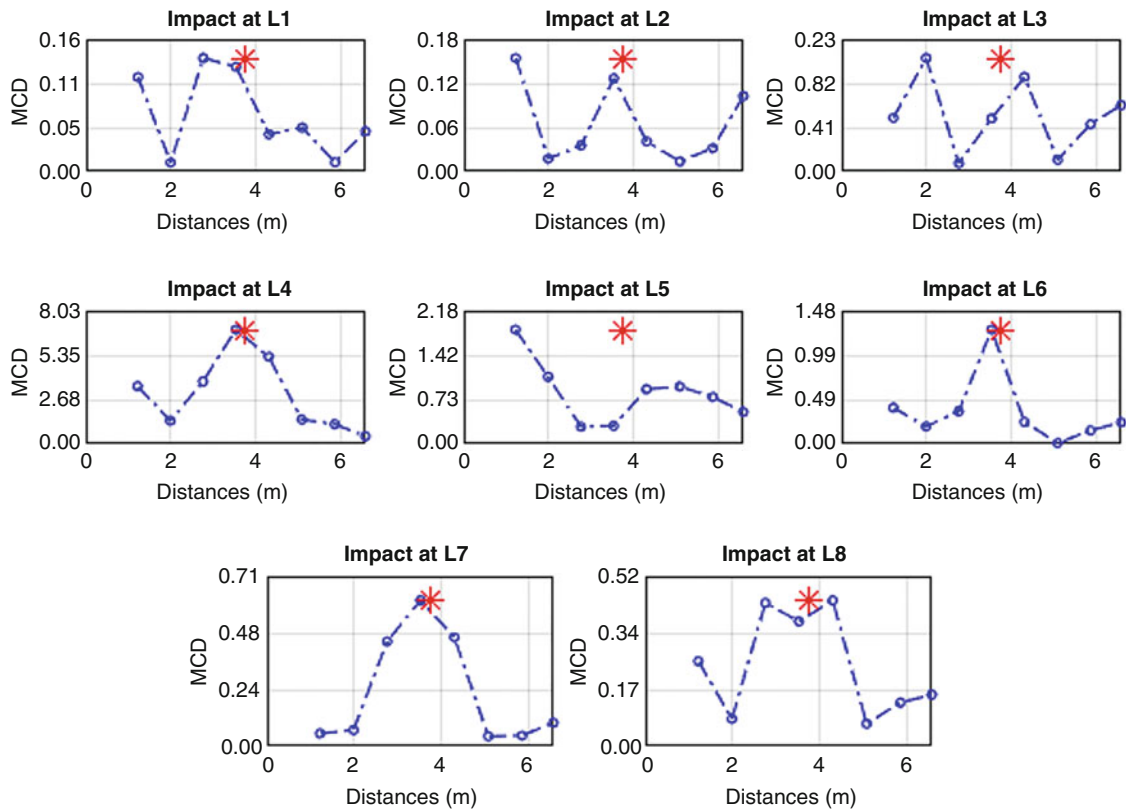 Impact at L1
Impact at L2
Impact at L3
0.16
0.11
0.05
0.00
MCD
0 2 4 6
Distances (m)
0.18
0.12
0.06
0.00
MCD
0 2 4 6
Distances (m)
0.23
0.82
0.41
0.00
MCD
0 2 4 6
Distances (m)
Impact at L4
Impact at L5
Impact at L6
8.03
5.35
2.68
0.00
MCD
0 2 4 6
Distances (m)
2.18
1.42
0.73
0.00
MCD
0 2 4 6
Distances (m)
1.48
0.99
0.49
0.00
MCD
0 2 4 6
Distances (m)
Impact at L7
Impact at L8
0.71
0.48
0.24
0.00
MCD
0 2 4 6
Distances (m)
0.52
0.34
0.17
0.00
MCD
0 2 4 6
Distances (m)